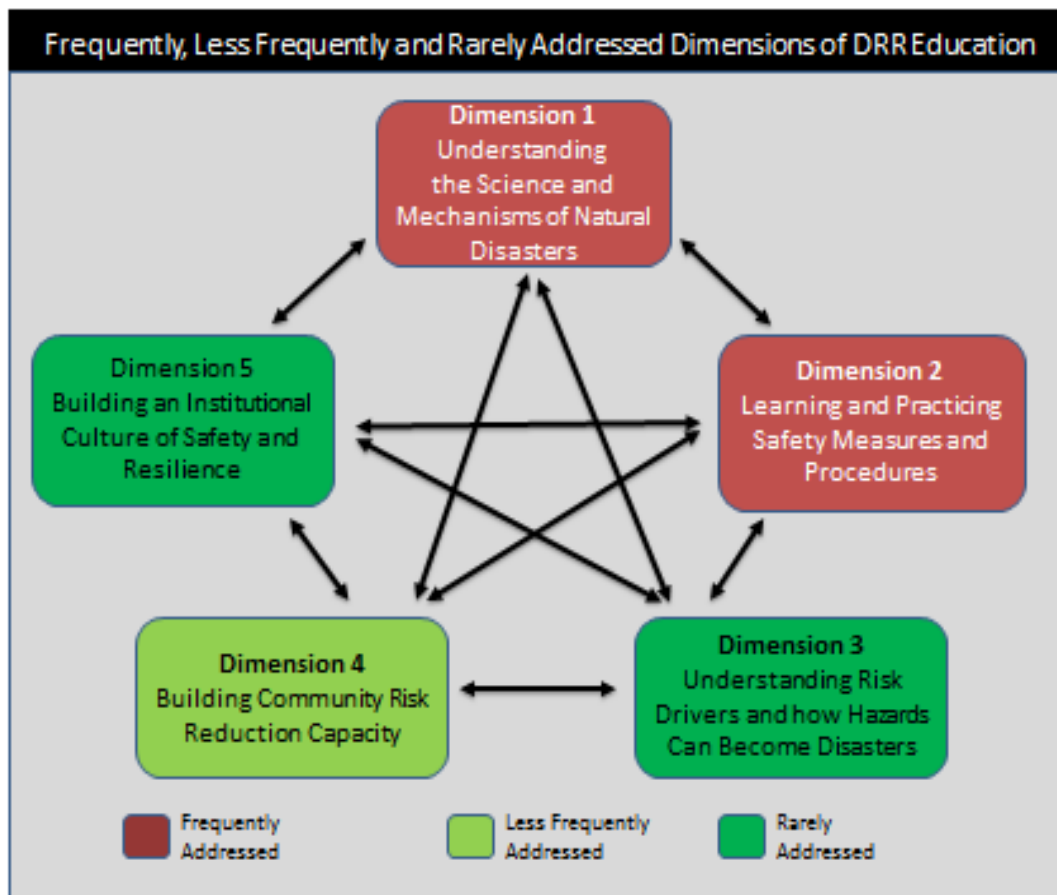 Frequently, Less Frequently and Rarely Addressed Dimensions of DRR Education
Dimension 1
Understanding
the Science and
Mechanisms of Natural
Disasters
Dimension 5
Building an Institutional
Culture of Safety and
Resilience
Dimension 2
Learning and Practicing
Safety Measures and
Procedures
Dimension 4
Building Community Risk
Reduction Capacity
Dimension 3
Understanding Risk
Drivers and how Hazards
Can Become Disasters
Frequently
Addressed
Less Frequently
Addressed
Rarely
Addressed